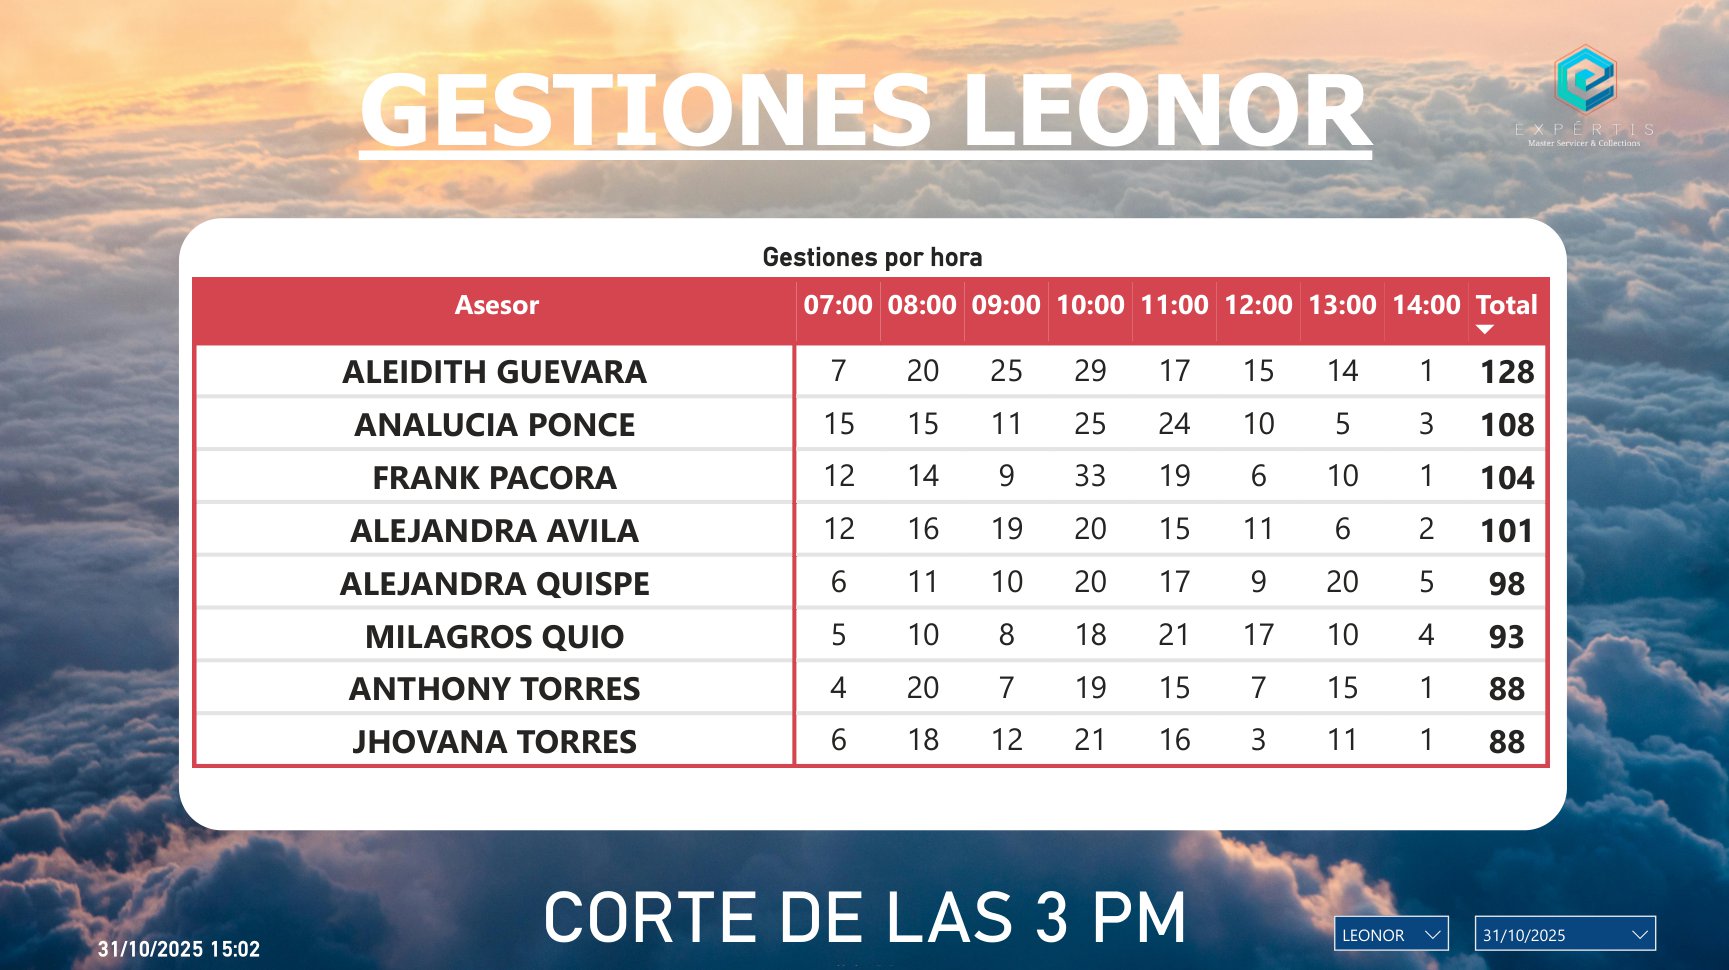 GESTIONES LEONOR
EXPÉRTIS
Master Servicer & Collections
Gestiones por hora
Asesor 07:00 08:00 09:00 10:00 11:00 12:00 13:00 14:00 Total
ALEIDITH GUEVARA 7 20 25 29 17 15 14 1 128
ANALUCIA PONCE 15 15 11 25 24 10 5 3 108
FRANK PACORA 12 14 9 33 19 6 10 1 104
ALEJANDRA AVILA 12 16 19 20 15 11 6 2 101
ALEJANDRA QUISPE 6 11 10 20 17 9 20 5 98
MILAGROS QUIO 5 10 8 18 21 17 10 4 93
ANTHONY TORRES 4 20 7 19 15 7 15 1 88
JHOVANA TORRES 6 18 12 21 16 3 11 1 88
CORTE DE LAS 3 PM
31/10/2025 15:02
LEONOR
31/10/2025